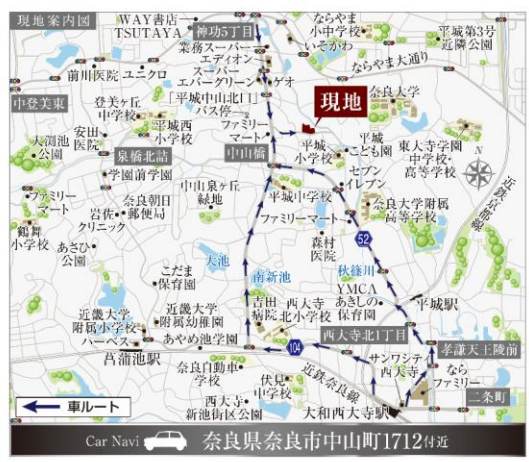 現地案内図
WAY書店
TSUTAYA
神功5丁目
ならやま
小中学校
いそかわ
平城第3号
近隣公園
業務スーパー
エディオン
スーパー
エバーグリーン
ゲオ
ならやま大通り
前川医院
ユニクロ
中登美東
登美ヶ丘
中学校
平城西
小学校
「平城中山北口」
バス停
現地
奈良大学
大渕池
公園
安田
医院
泉橋北詰
ファミリー
マート
中山橋
平城
小学校
平城
こども園
東大寺学園
中学校・
高等学校
学園前学園
セブン
イレブン
近鉄京都線
ファミリー
マート
岩佐
クリニック
奈良朝日
郵便局
中山泉ヶ丘
緑地
平城中学校
ファミリーマート
奈良大学附属
高等学校
鶴舞
小学校
あさひ
公園
森村
医院
52
こだま
保育園
大池
南新池
秋篠川
YMCA
あきしの
保育園
平城駅
近畿大学
附属小学校
ハーベス
近畿大学
附属幼稚園
あやめ池学園
吉田
病院
西大寺
北小学校
西大寺北1丁目
孝謙天王陵前
菖蒲池駅
104
サンワシティ
西大寺
なら
ファミリー
奈良自動車
学校
近鉄奈良線
伏見
中学校
西大寺
新池街区公園
大和西大寺駅
二条町
車ルート
Car Navi
奈良県奈良市中山町1712付近